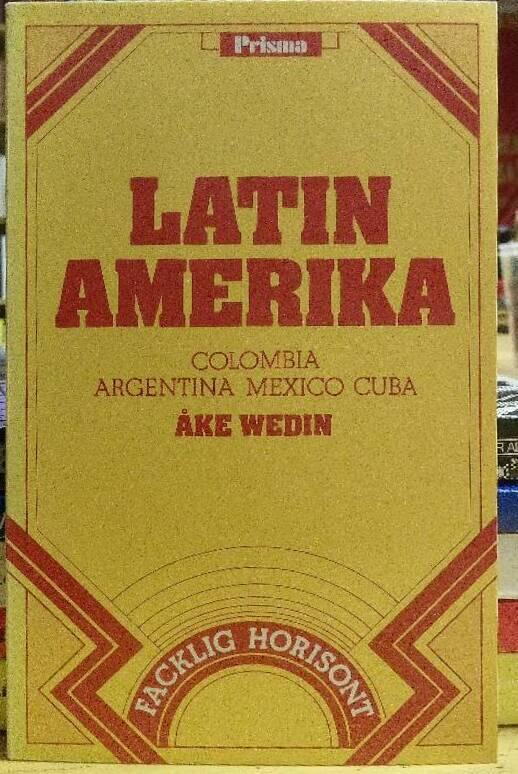 Prisma
LATIN
AMERIKA
COLOMBIA
ARGENTINA MEXICO CUBA
ÅKE WEDIN
FACKLIG HORISONT